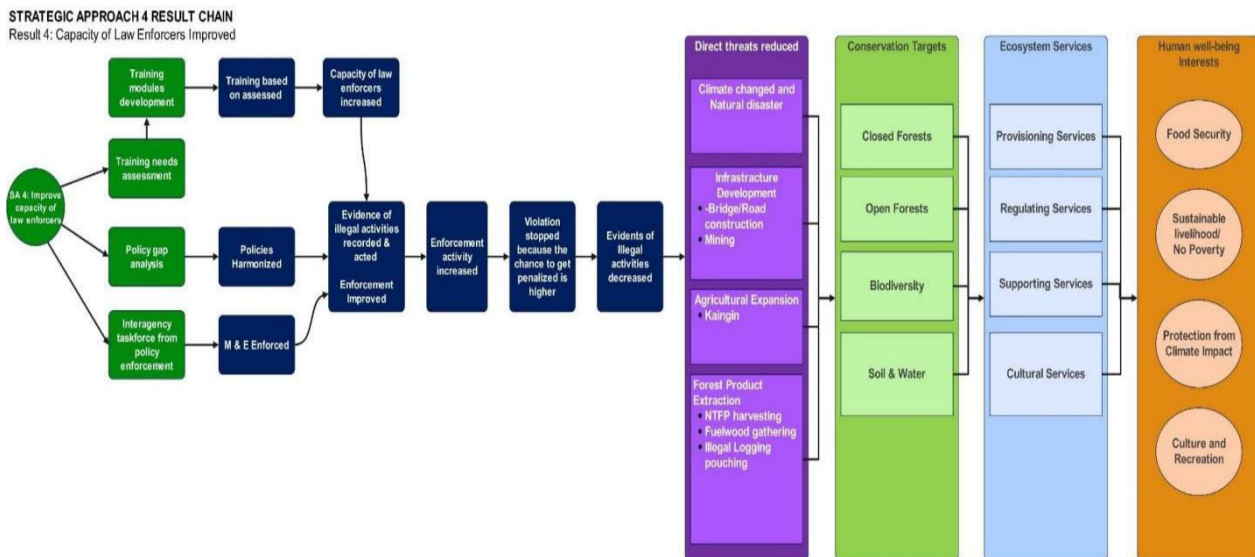 STRATEGIC APPROACH 4 RESULT CHAIN
Result 4: Capacity of Law Enforcers Improved
SA 4: Improve
capacity of
law enforcers
Training
modules
development
Training needs
assessment
Policy gap
analysis
Interagency
taskforce from
policy
enforcement
Training based
on assessed
Policies
Harmonized
M & E Enforced
Capacity of law
enforcers
increased
Evidence of
illegal activities
recorded &
acted
Enforcement
Improved
Enforcement
activity
increased
Violation
stopped
because the
chance to get
penalized is
higher
Evidents of
Illegal
activities
decreased
Direct threats reduced
Climate changed and
Natural disaster
Infrastracture
Development
• -Bridge/Road
construction
• Mining
Agricultural Expansion
• Kaingin
Forest Product
Extraction
• NTFP harvesting
• Fuelwood gathering
• Illegal Logging
pouching
Conservation Targets
Closed Forests
Open Forests
Biodiversity
Soil & Water
Ecosystem Services
Provisioning Services
Regulating Services
Supporting Services
Cultural Services
Human well-being
Interests
Food Security
Sustainable
livelihood/
No Poverty
Protection from
Climate Impact
Culture and
Recreation